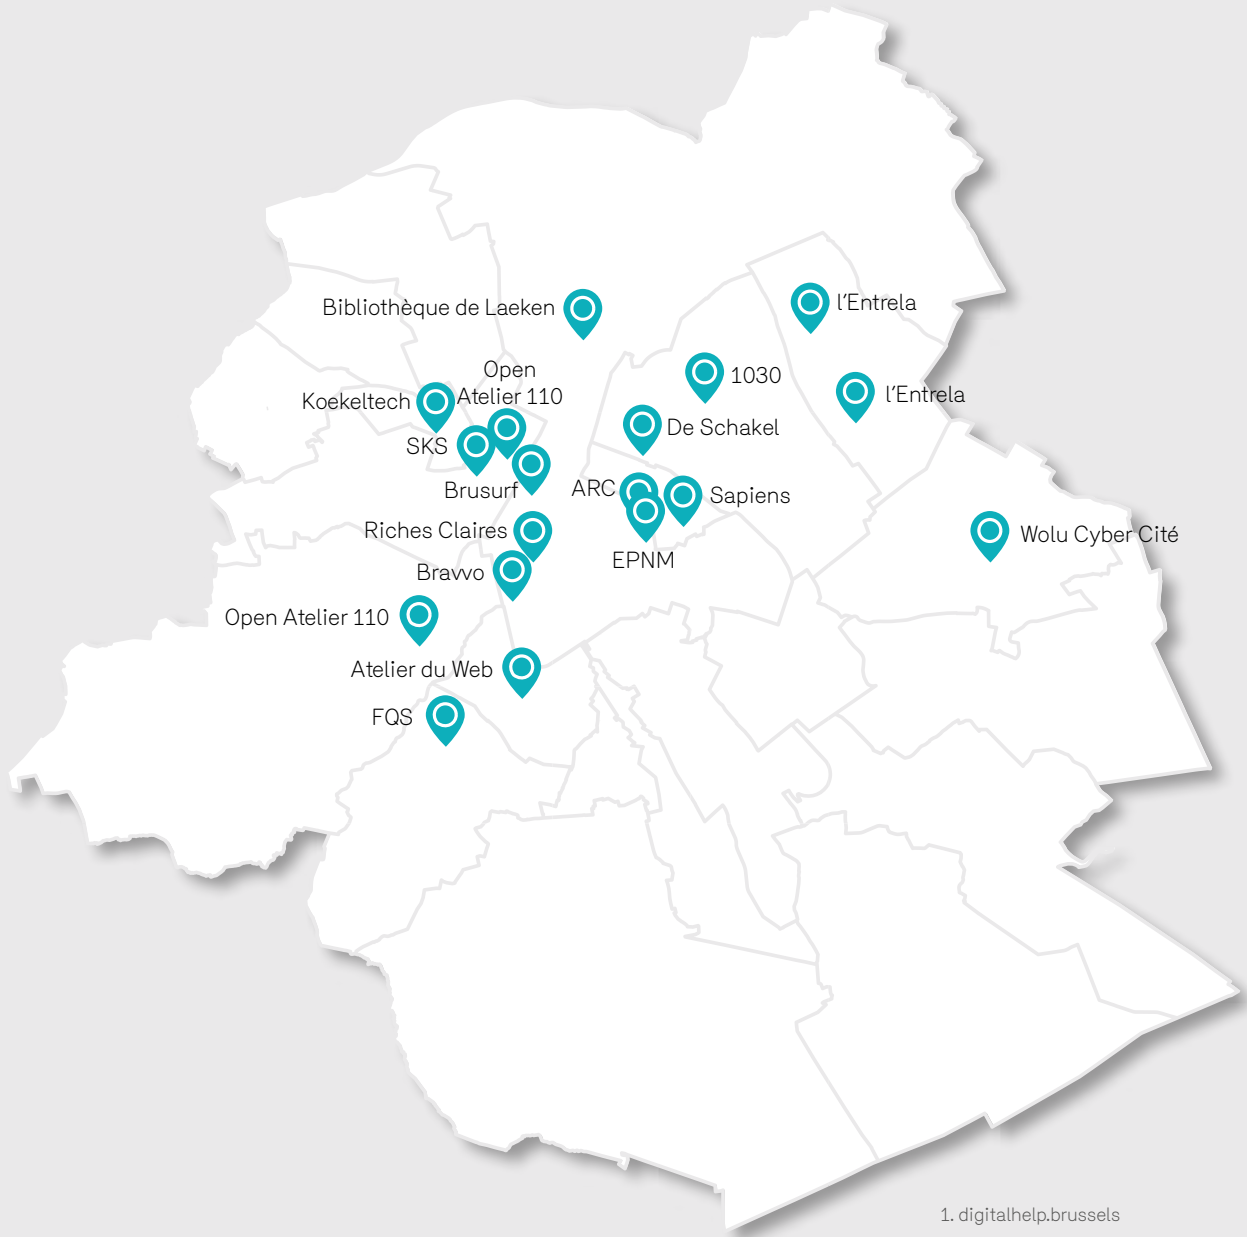 l'Entrela
Bibliothèque de Laeken
Open
Atelier 110
1030
l'Entrela
Koekeltech
De Schakel
SKS
Brusurf
ARC
Sapiens
Riches Claires
Wolu Cyber Cité
EPNM
Bravvo
Open Atelier 110
Atelier du Web
FQS
1. digitalhelp.brussels